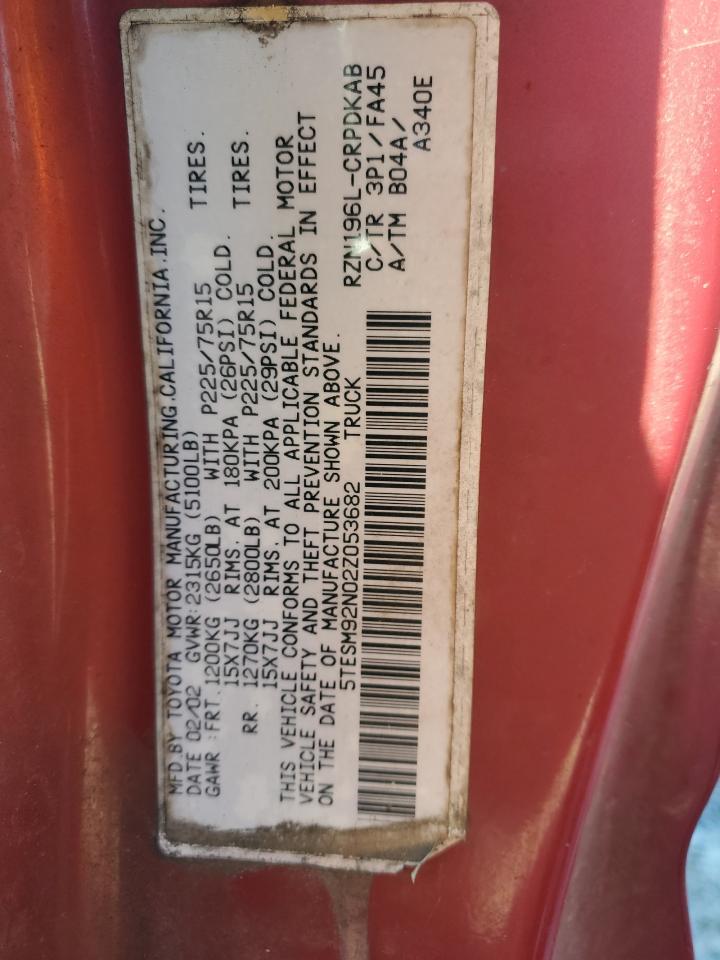 MFD.BY TOYOTA MOTOR MANUFACTURING.CALIFORNIA.INC.
DATE 02/02 GVWR:2315KG (5100LB)
GAWR :FRT.1200KG (2650LB) WITH P225/75R15 TIRES.
15X7JJ RIMS. AT 180KPA (26PSI) COLD.
RR. 1270KG (2800LB) WITH P225/75R15 TIRES.
15X7JJ RIMS. AT 200KPA (29PSI) COLD.
THIS VEHICLE CONFORMS TO ALL APPLICABLE FEDERAL MOTOR
VEHICLE SAFETY AND THEFT PREVENTION STANDARDS IN EFFECT
ON THE DATE OF MANUFACTURE SHOWN ABOVE.
5TESM92N02Z053682 TRUCK
RZN196L-CRPDKAB
C/TR 3P1/FA45
A/TM B04A/
A340E